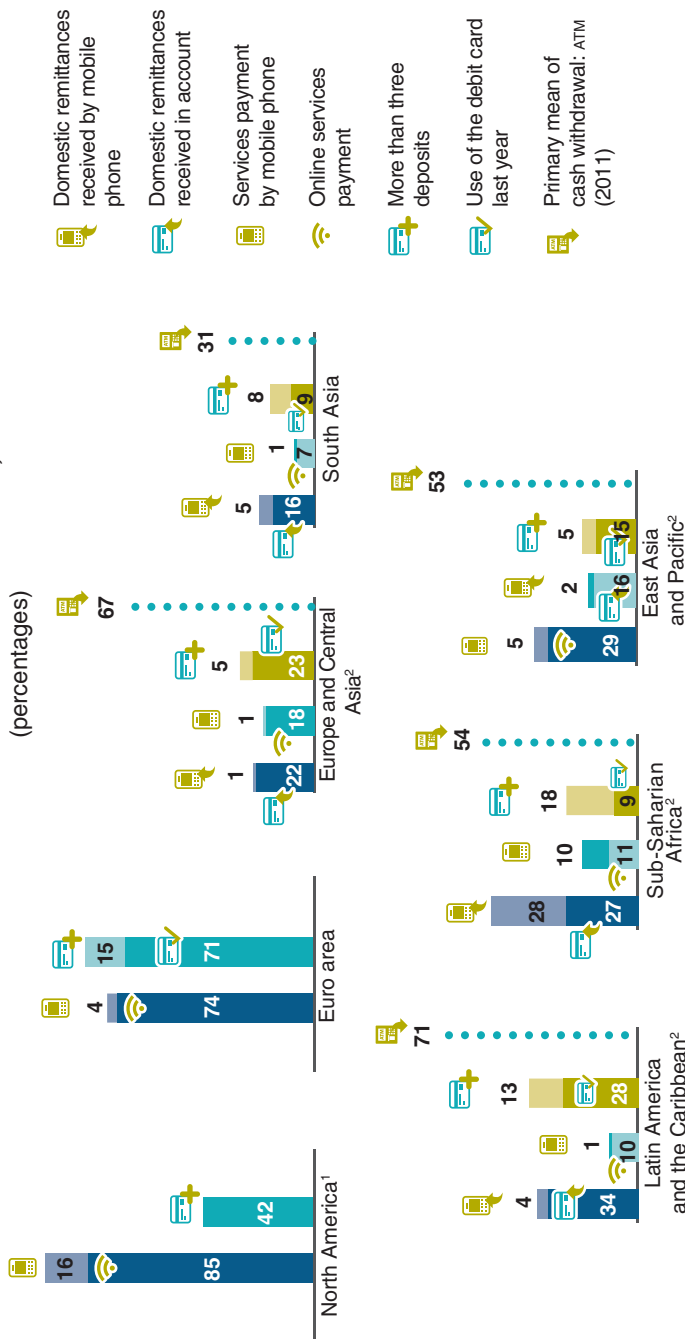 (percentages)
16
85
42
North America¹
4
74
15
71
Euro area
1
22
1
18
5
23
67
Europe and Central
Asia²
5
16
1
7
8
9
31
South Asia
4
34
1
10
13
28
71
Latin America
and the Caribbean²
28
27
10
11
18
9
54
Sub-Saharian
Africa²
5
29
2
16
5
15
53
East Asia
and Pacific²
Domestic remittances
received by mobile
phone
Domestic remittances
received in account
Services payment
by mobile phone
Online services
payment
More than three
deposits
Use of the debit card
last year
Primary mean of
cash withdrawal: ATM
(2011)